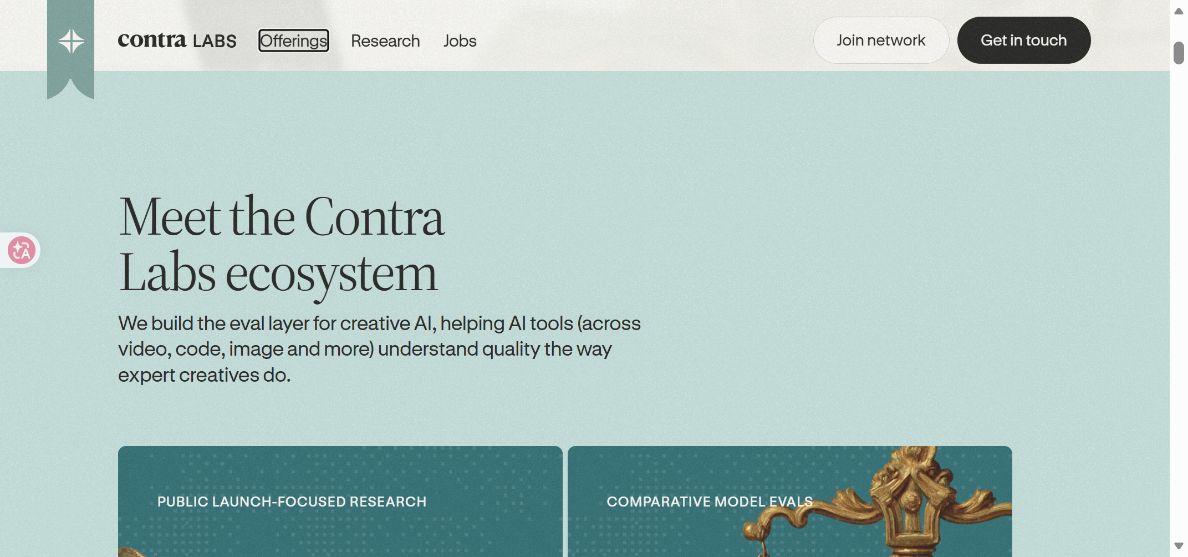 contra LABS Offerings Research Jobs Join network Get in touch
Meet the Contra
Labs ecosystem
We build the eval layer for creative AI, helping AI tools (across
video, code, image and more) understand quality the way
expert creatives do.
PUBLIC LAUNCH-FOCUSED RESEARCH
COMPARATIVE MODEL EVALS